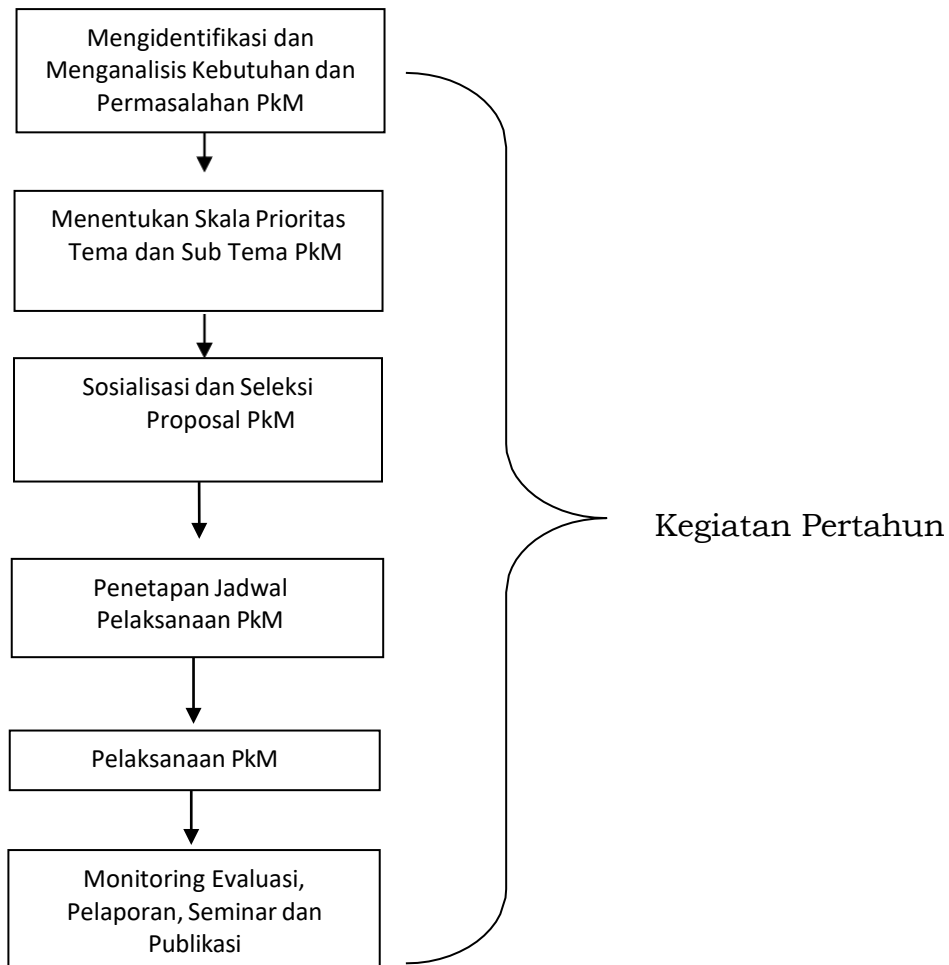 Mengidentifikasi dan
Menganalisis Kebutuhan dan
Permasalahan PkM
Menentukan Skala Prioritas
Tema dan Sub Tema PkM
Sosialisasi dan Seleksi
Proposal PkM
Penetapan Jadwal
Pelaksanaan PkM
Pelaksanaan PkM
Monitoring Evaluasi,
Pelaporan, Seminar dan
Publikasi
Kegiatan Pertahun